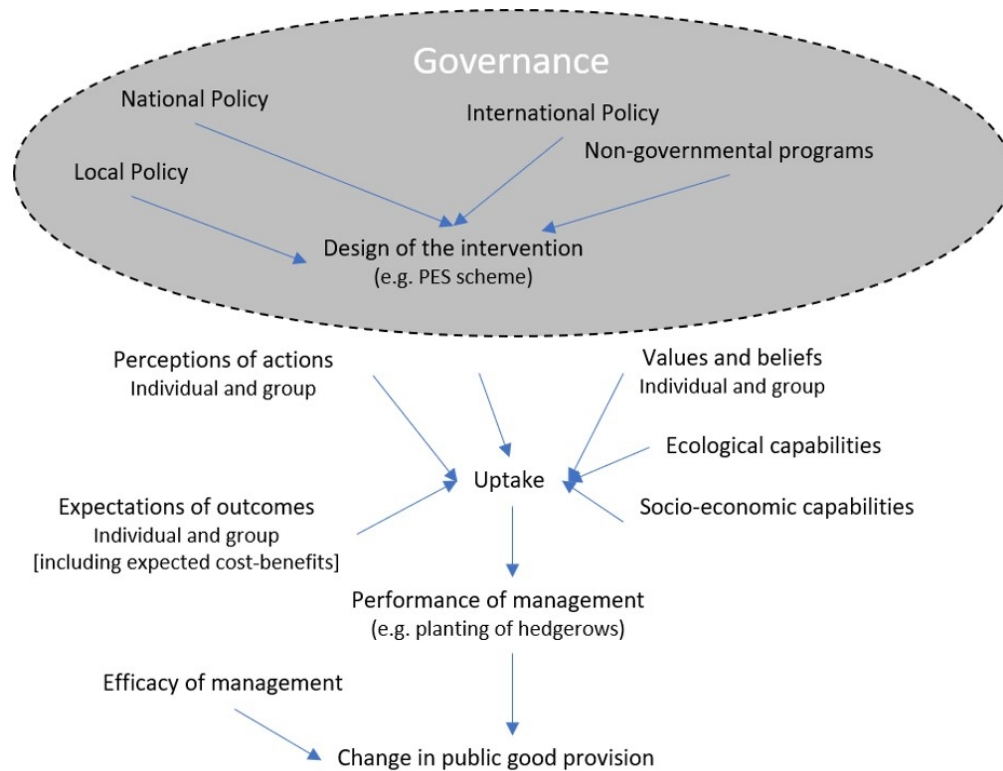 Governance
National Policy
International Policy
Non-governmental programs
Local Policy
Design of the intervention
(e.g. PES scheme)
Perceptions of actions
Individual and group
Values and beliefs
Individual and group
Ecological capabilities
Uptake
Expectations of outcomes
Individual and group
[including expected cost-benefits]
Socio-economic capabilities
Performance of management
(e.g. planting of hedgerows)
Efficacy of management
Change in public good provision